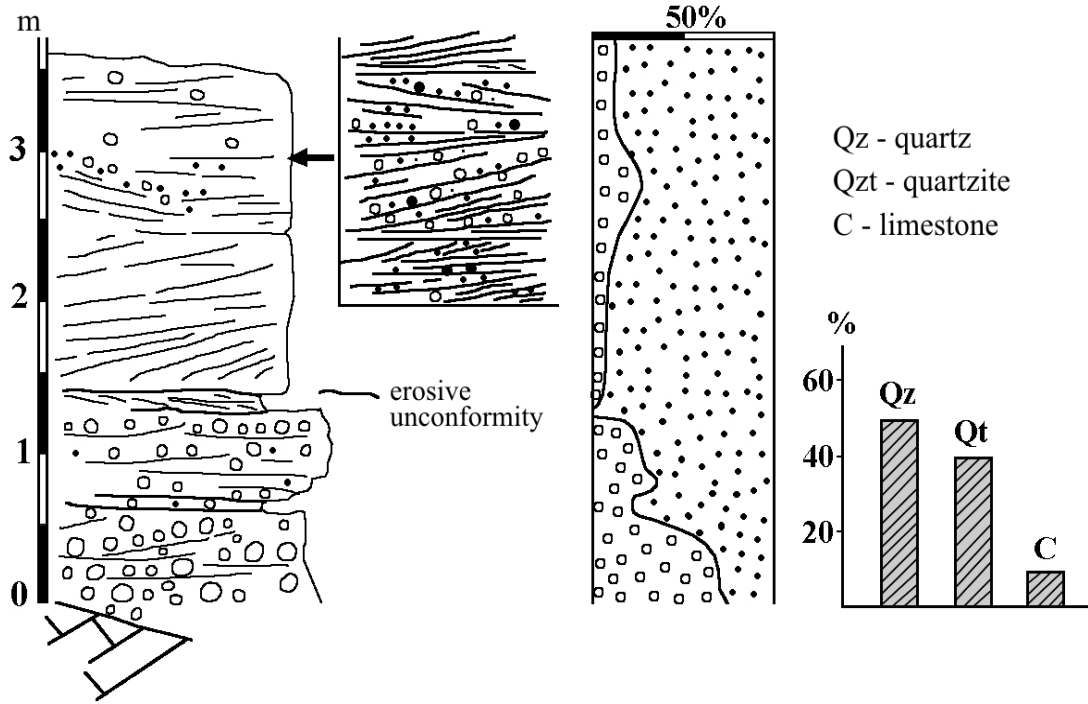 m
3
2
1
0
erosive
unconformity
50%
Qz - quartz
Qzt - quartzite
C - limestone
%
60
40
20
Qz
Qt
C